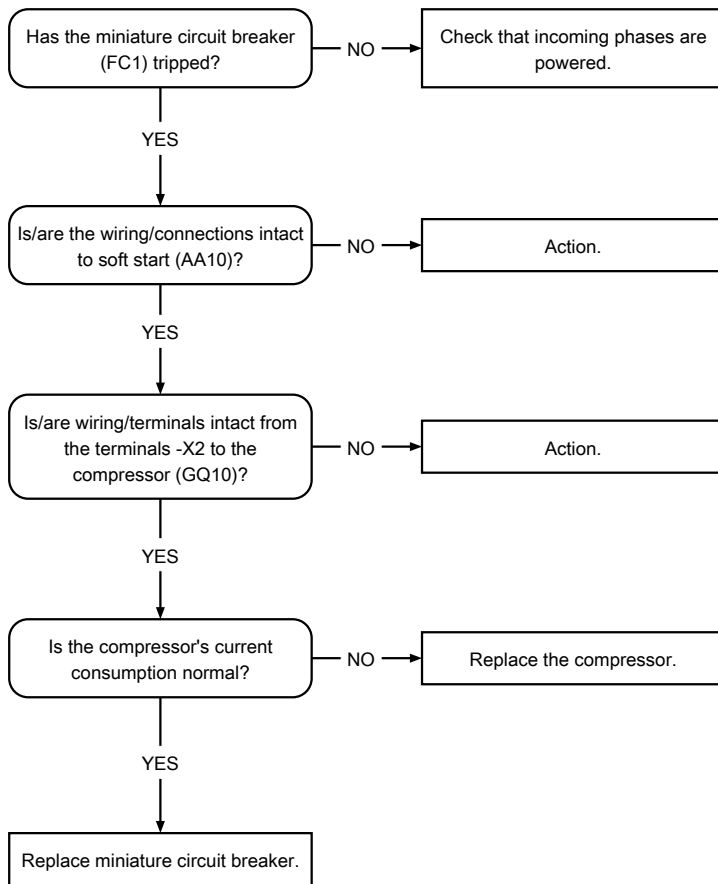 Has the miniature circuit breaker
(FC1) tripped?
NO
Check that incoming phases are
powered.
YES
Is/are the wiring/connections intact
to soft start (AA10)?
NO
Action.
YES
Is/are wiring/terminals intact from
the terminals -X2 to the
compressor (GQ10)?
NO
Action.
YES
Is the compressor's current
consumption normal?
NO
Replace the compressor.
YES
Replace miniature circuit breaker.